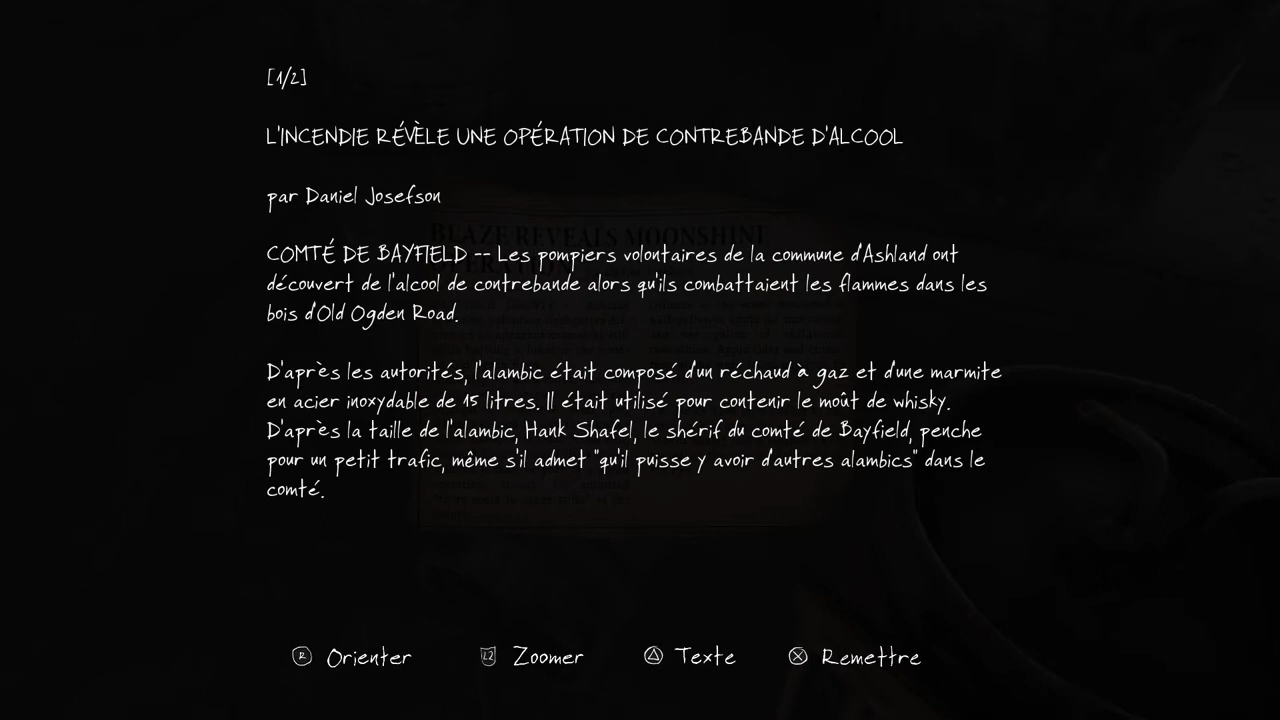 [1/2]
L'INCENDIE RÉVÈLE UNE OPÉRATION DE CONTREBANDE D'ALCOOL
par Daniel Josefson
COMTÉ DE BAYFIELD -- Les pompiers volontaires de la commune d'Ashland ont
découvert de l'alcool de contrebande alors qu'ils combattaient les flammes dans les
bois d'Old Ogden Road.
D'après les autorités, l'alambic était composé d'un réchaud à gaz et d'une marmite
en acier inoxydable de 15 litres. Il était utilisé pour contenir le moût de whisky.
D'après la taille de l'alambic, Hank Shafel, le shérif du comté de Bayfield, penche
pour un petit trafic, même s'il admet "qu'il puisse y avoir d'autres alambics" dans le
comté.
BLAZE REVEALS MOONSHINE
OPERATION
R Orienter L2 Zoomer Texte Remettre